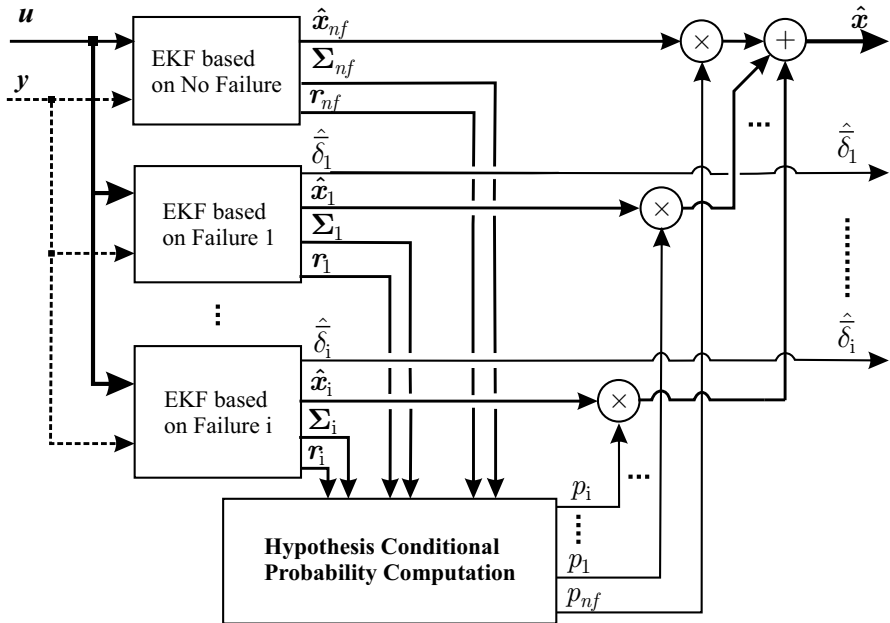 u
y
EKF based
on No Failure
x̂_nf
Σ_nf
r_nf
×
+
x̂
...
EKF based
on Failure 1
δ̄̂_1
x̂_1
Σ_1
r_1
×
δ̄̂_1
EKF based
on Failure i
δ̄̂_i
x̂_i
Σ_i
r_i
×
δ̄̂_i
...
Hypothesis Conditional
Probability Computation
p_i
p_1
p_nf